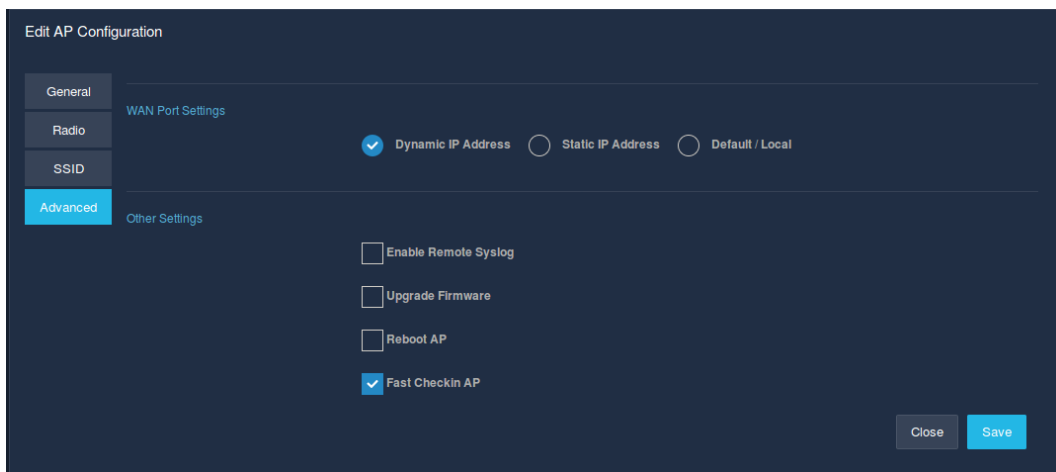 Edit AP Configuration
General
Radio
SSID
Advanced
WAN Port Settings
Dynamic IP Address Static IP Address Default / Local
Other Settings
Enable Remote Syslog
Upgrade Firmware
Reboot AP
Fast Checkin AP
Close Save